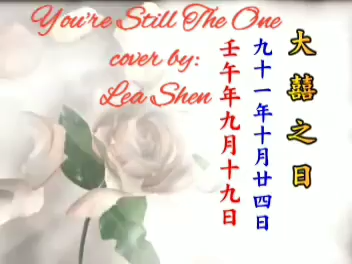 You're Still The One
cover by:
Lea Shen
大囍之日
九十一年十月廿四日
壬午年九月十九日